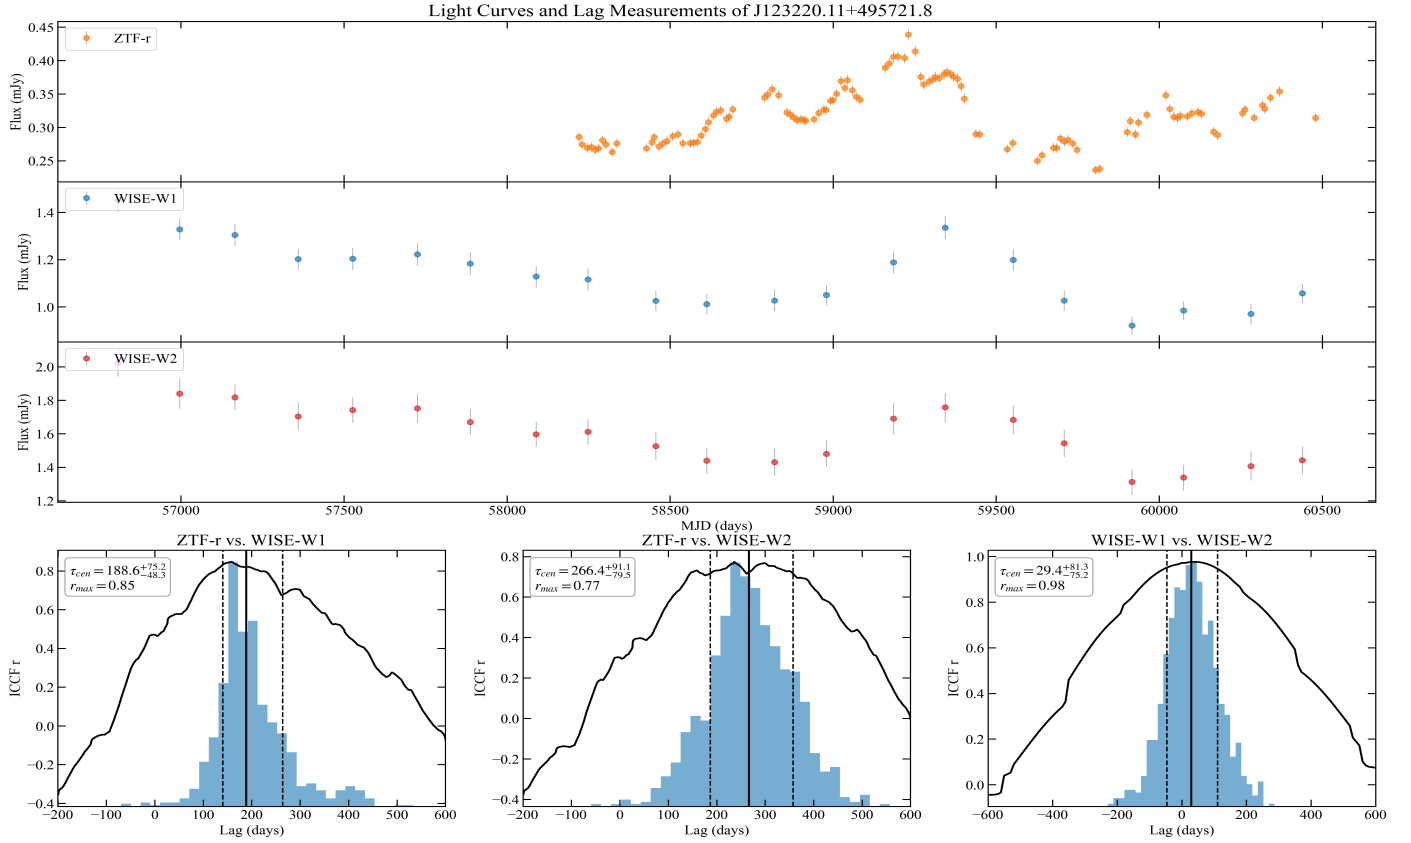 Light Curves and Lag Measurements of J123220.11+495721.8
0.45
0.40
0.35
0.30
0.25
Flux (mJy)
ZTF-r
1.4
1.2
1.0
Flux (mJy)
WISE-W1
2.0
1.8
1.6
1.4
1.2
Flux (mJy)
WISE-W2
57000 57500 58000 58500 59000 59500 60000 60500
MJD (days)
ZTF-r vs. WISE-W1
τcen = 188.6 +75.2 −48.3
rmax = 0.85
0.8
0.6
0.4
0.2
0.0
−0.2
−0.4
ICCF r
−200 −100 0 100 200 300 400 500 600
Lag (days)
ZTF-r vs. WISE-W2
τcen = 266.4 +91.1 −79.5
rmax = 0.77
0.8
0.6
0.4
0.2
0.0
−0.2
−0.4
ICCF r
−200 −100 0 100 200 300 400 500 600
Lag (days)
WISE-W1 vs. WISE-W2
τcen = 29.4 +81.3 −75.2
rmax = 0.98
1.0
0.8
0.6
0.4
0.2
0.0
ICCF r
−600 −400 −200 0 200 400 600
Lag (days)